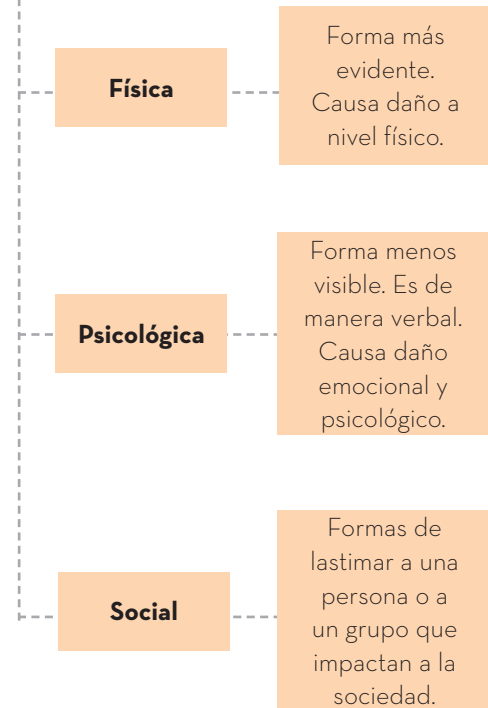 Física
Forma más
evidente.
Causa daño a
nivel físico.
Psicológica
Forma menos
visible. Es de
manera verbal.
Causa daño
emocional y
psicológico.
Social
Formas de
lastimar a una
persona o a
un grupo que
impactan a la
sociedad.